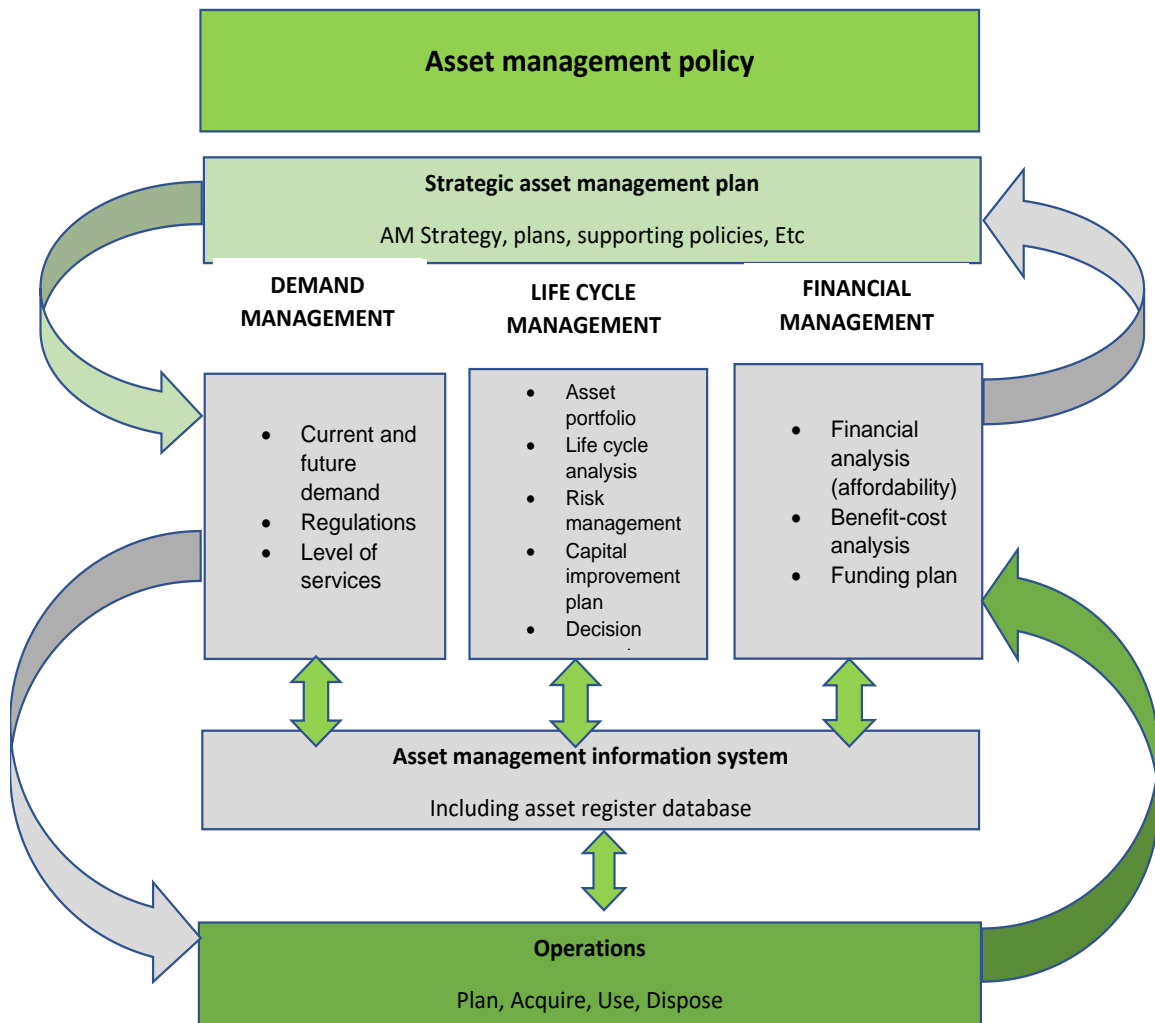 Asset management policy
Strategic asset management plan
AM Strategy, plans, supporting policies, Etc
DEMAND
MANAGEMENT
LIFE CYCLE
MANAGEMENT
FINANCIAL
MANAGEMENT
• Current and
future
demand
• Regulations
• Level of
services
• Asset
portfolio
• Life cycle
analysis
• Risk
management
• Capital
improvement
plan
• Decision
• Financial
analysis
(affordability)
• Benefit-cost
analysis
• Funding plan
Asset management information system
Including asset register database
Operations
Plan, Acquire, Use, Dispose